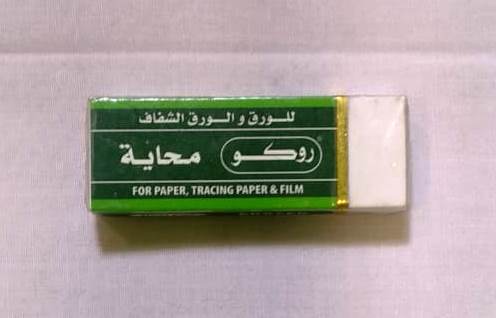 للورق و الورق الشفاف
روكو محاية
FOR PAPER, TRACING PAPER & FILM